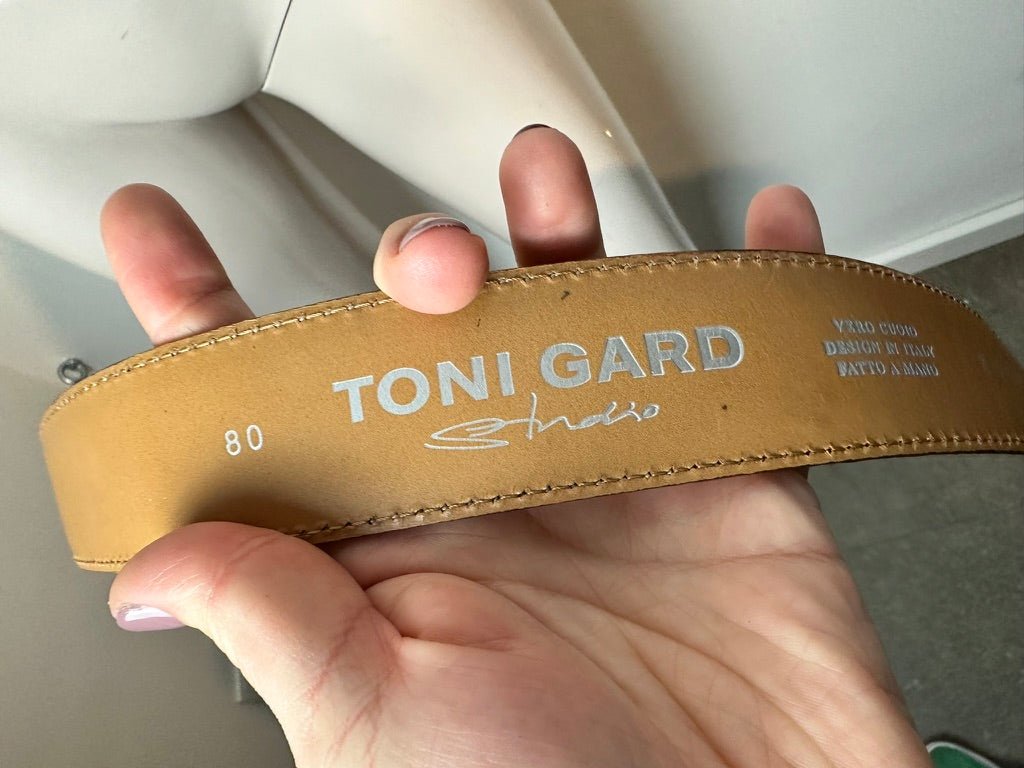 80
TONI GARD
Studio
VERO CUOIO
DESIGN IN ITALY
FATTO A MANO